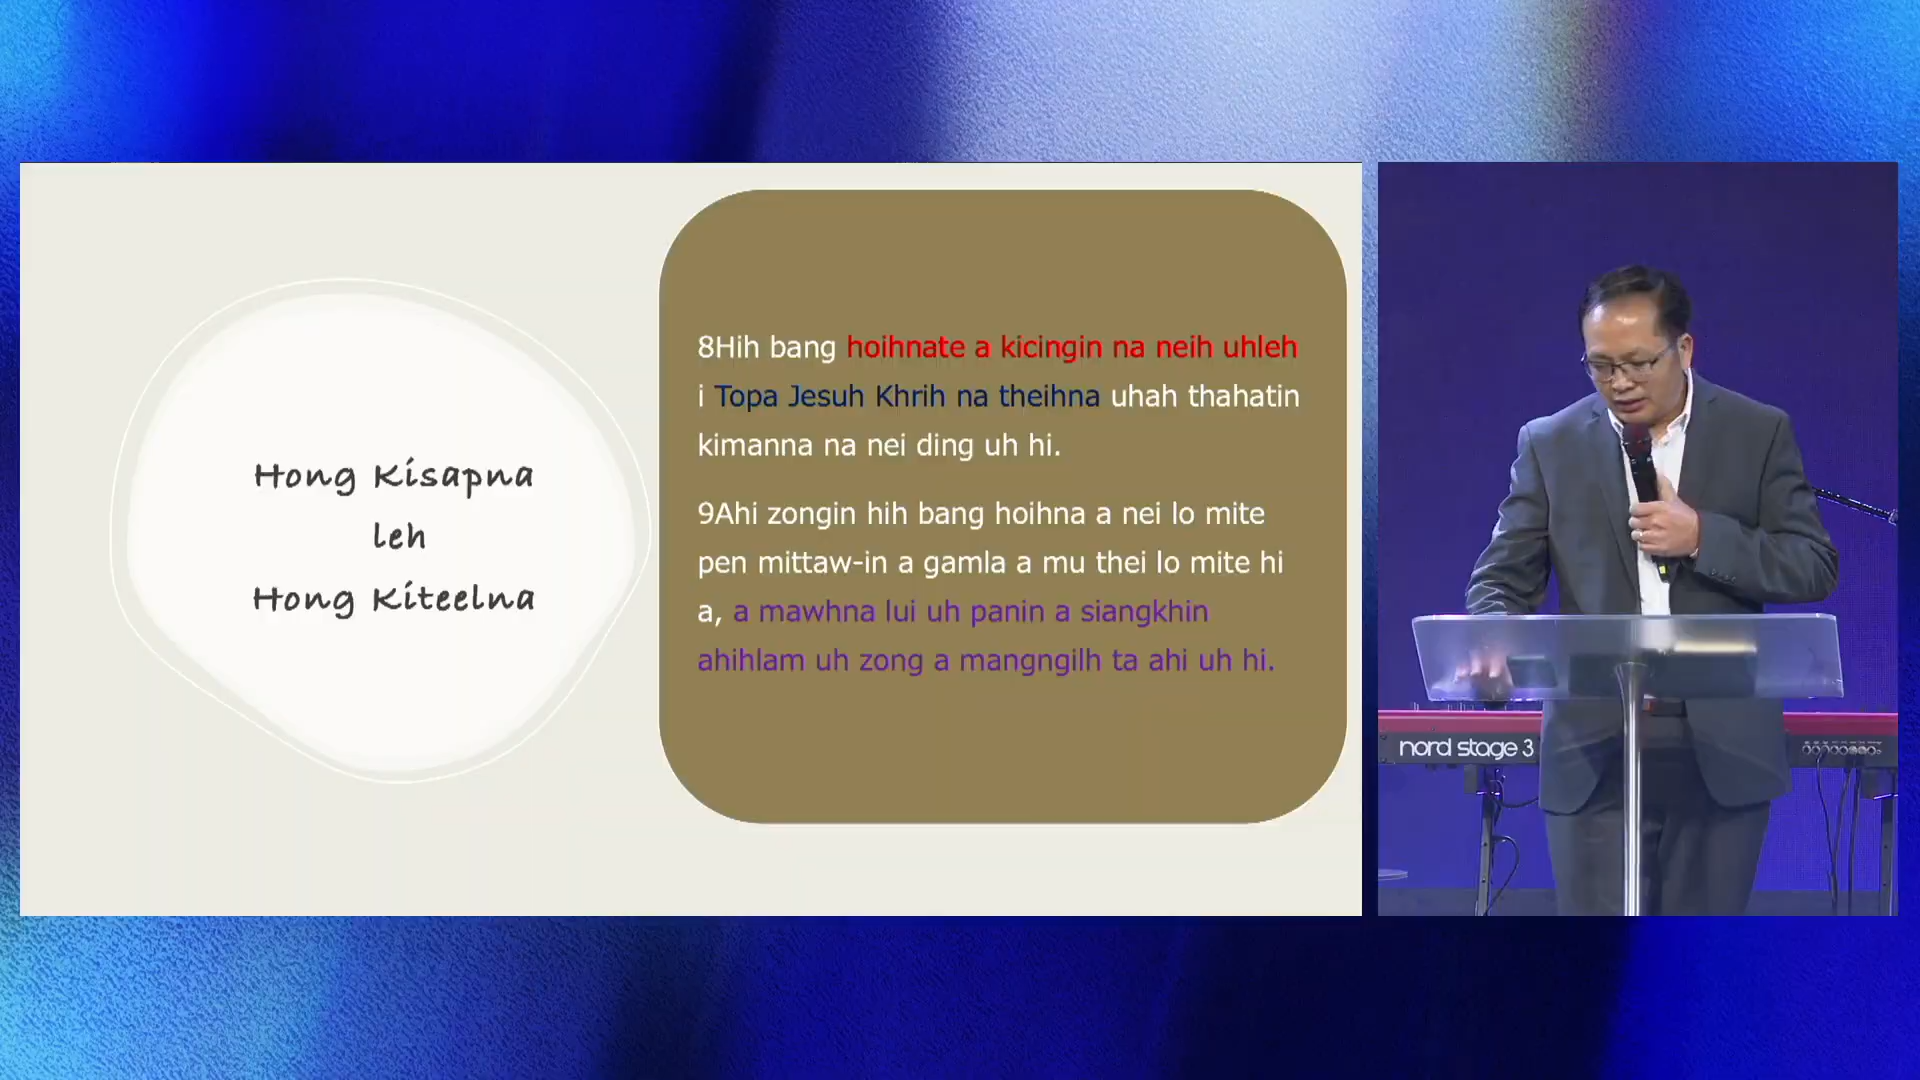 Hong Kisapna
leh
Hong Kiteelna
8Hih bang hoihnate a kicingin na neih uhleh
i Topa Jesuh Khrih na theihna uhah thahatin
kimanna na nei ding uh hi.
9Ahi zongin hih bang hoihna a nei lo mite
pen mittaw-in a gamla a mu thei lo mite hi
a, a mawhna lui uh panin a siangkhin
ahihlam uh zong a mangngilh ta ahi uh hi.
nord stage 3